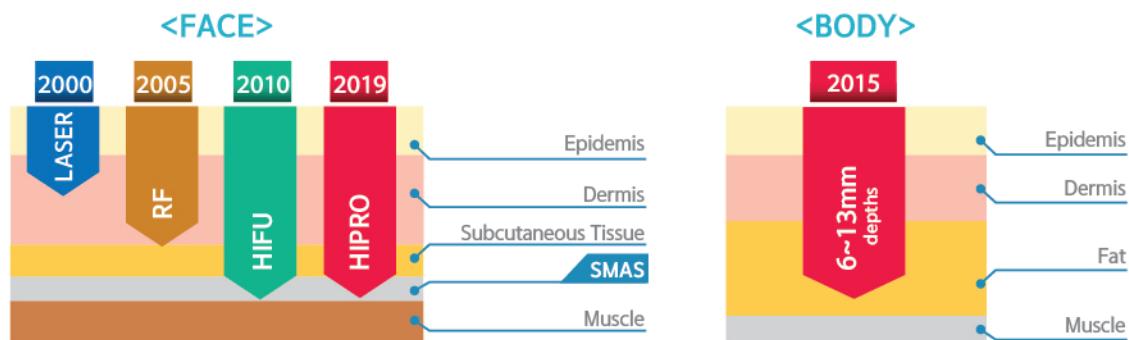 <FACE>
2000
2005
2010
2019
LASER
RF
HIFU
HIPRO
Epidemis
Dermis
Subcutaneous Tissue
SMAS
Muscle
<BODY>
2015
6~13mm
depths
Epidemis
Dermis
Fat
Muscle